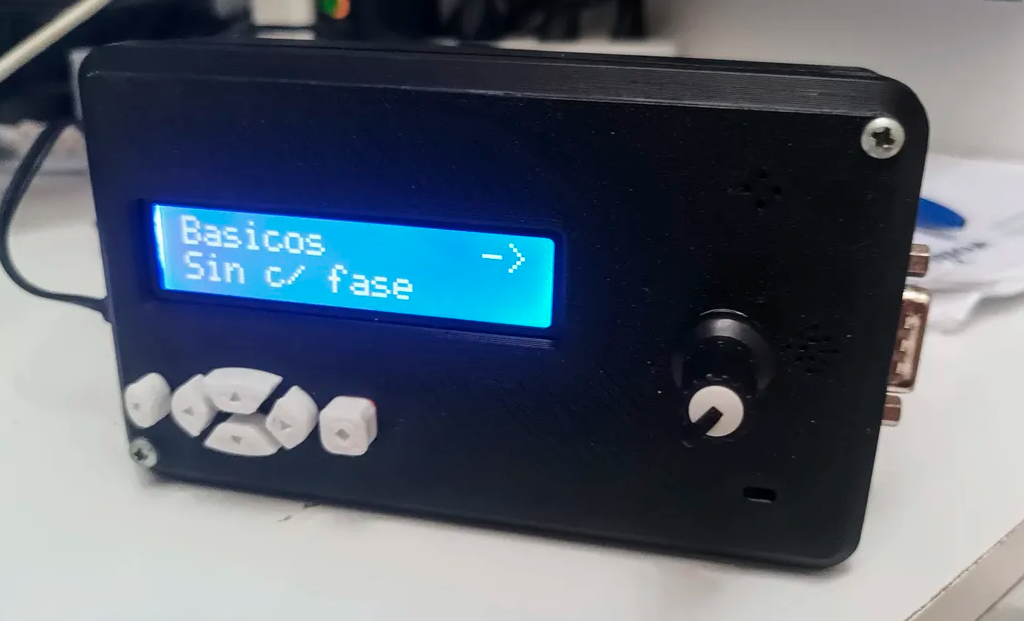 Basicos
->
Sin c/ fase